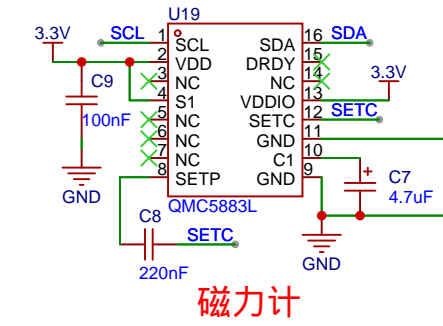 U19
3.3V
SCL 1 SCL SDA 16 SDA
2 VDD DRDY 15
3 NC NC 14
3.3V
4 S1 VDDIO 13
C9
100nF
5 NC SETC 12 SETC
6 NC GND 11
7 NC C1 10
8 SETP GND 9
GND
C7
4.7uF
QMC5883L
C8
SETC
220nF
GND
磁力计